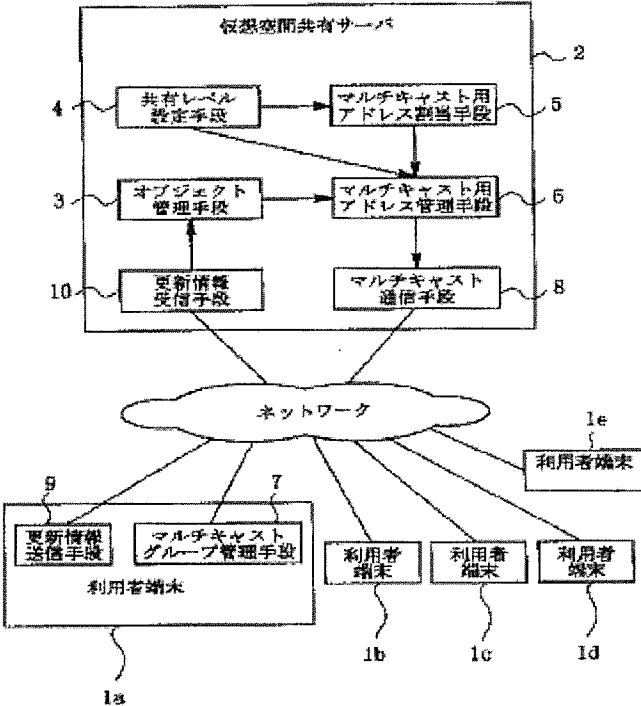 仮想空間共有サーバ
2
4
共有レベル
設定手段
マルチキャスト用
アドレス割当手段
5
3
オブジェクト
管理手段
マルチキャスト用
アドレス管理手段
6
10
更新情報
受信手段
マルチキャスト
通信手段
8
ネットワーク
1e
利用者端末
9
7
更新情報
送信手段
マルチキャスト
グループ管理手段
利用者端末
利用者
端末
利用者
端末
利用者
端末
1b
1c
1d
1a